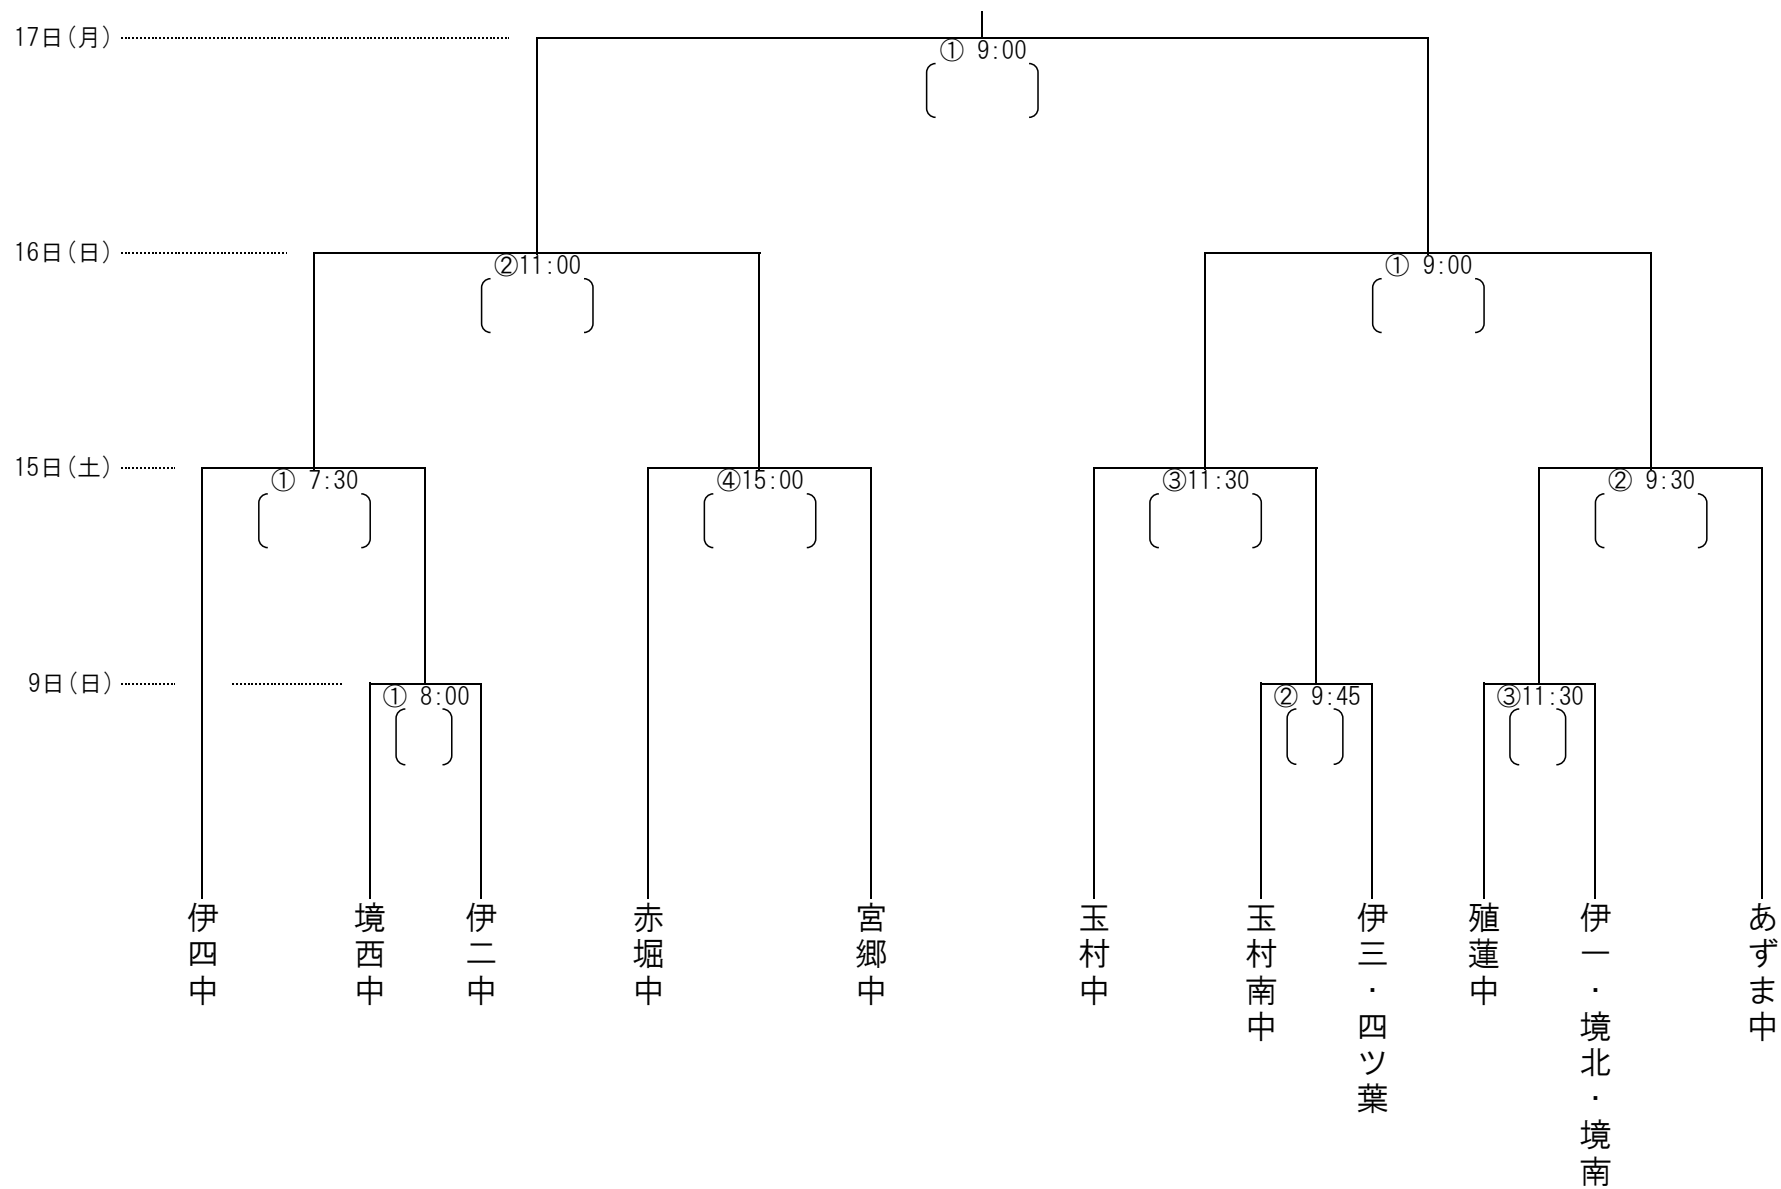 17日(月)
① 9:00
16日(日)
②11:00
① 9:00
15日(土)
① 7:30
④15:00
③11:30
② 9:30
9日(日)
① 8:00
② 9:45
③11:30
伊四中
境西中
伊二中
赤堀中
宮郷中
玉村中
玉村南中
伊三・四ツ葉
殖蓮中
伊一・境北・境南
あずま中